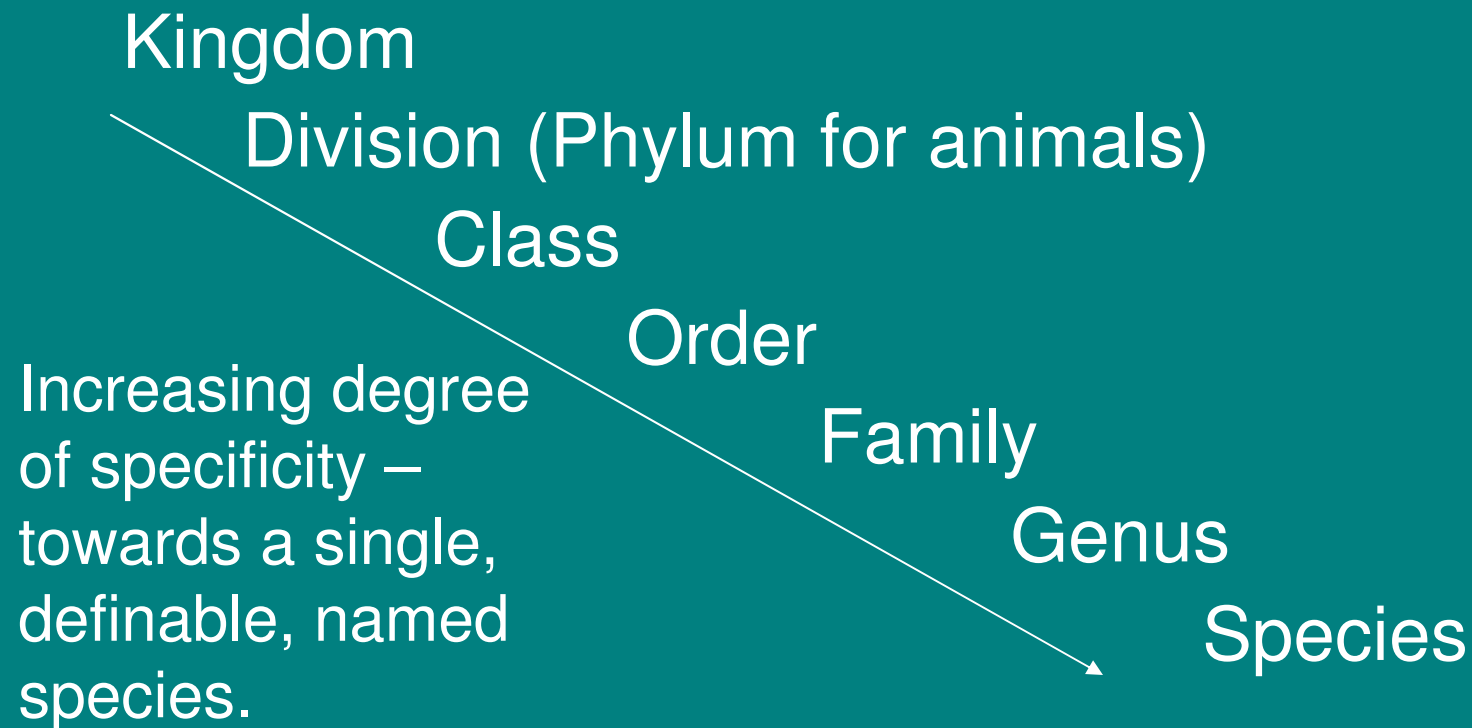 Kingdom
Division (Phylum for animals)
Class
Order
Family
Genus
Species
Increasing degree
of specificity –
towards a single,
definable, named
species.